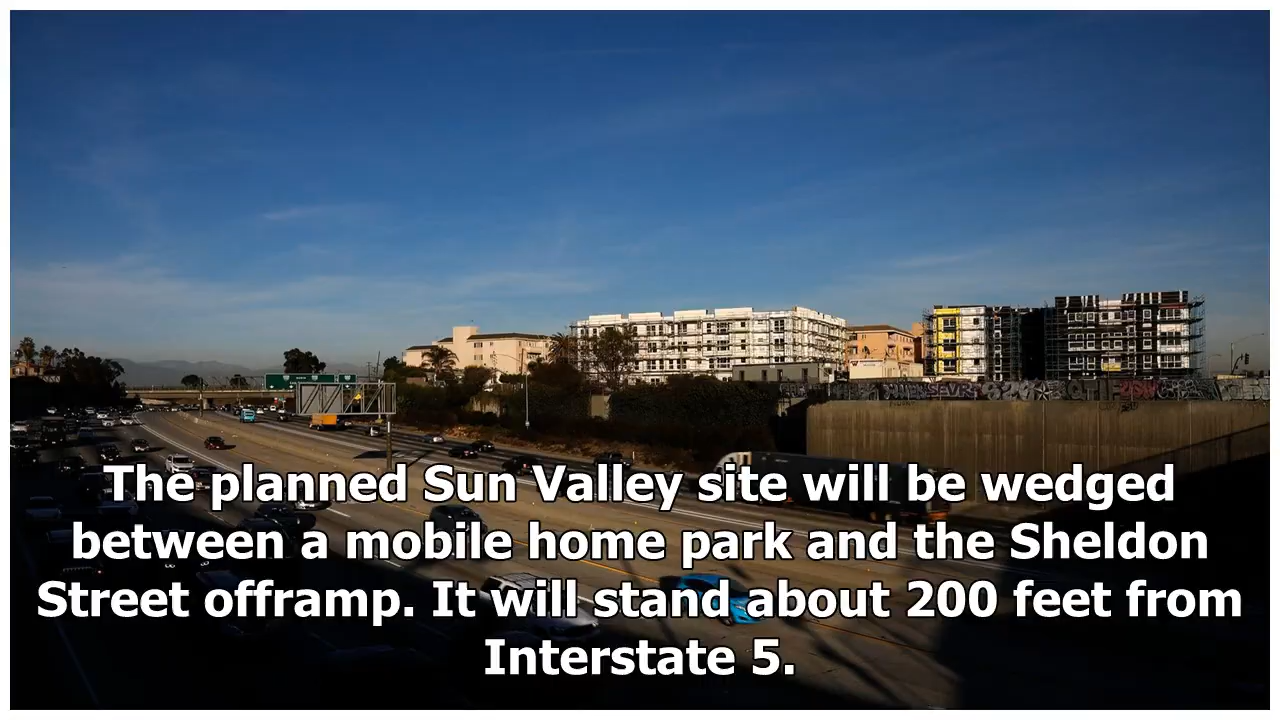 The planned Sun Valley site will be wedged
between a mobile home park and the Sheldon
Street offramp. It will stand about 200 feet from
Interstate 5.